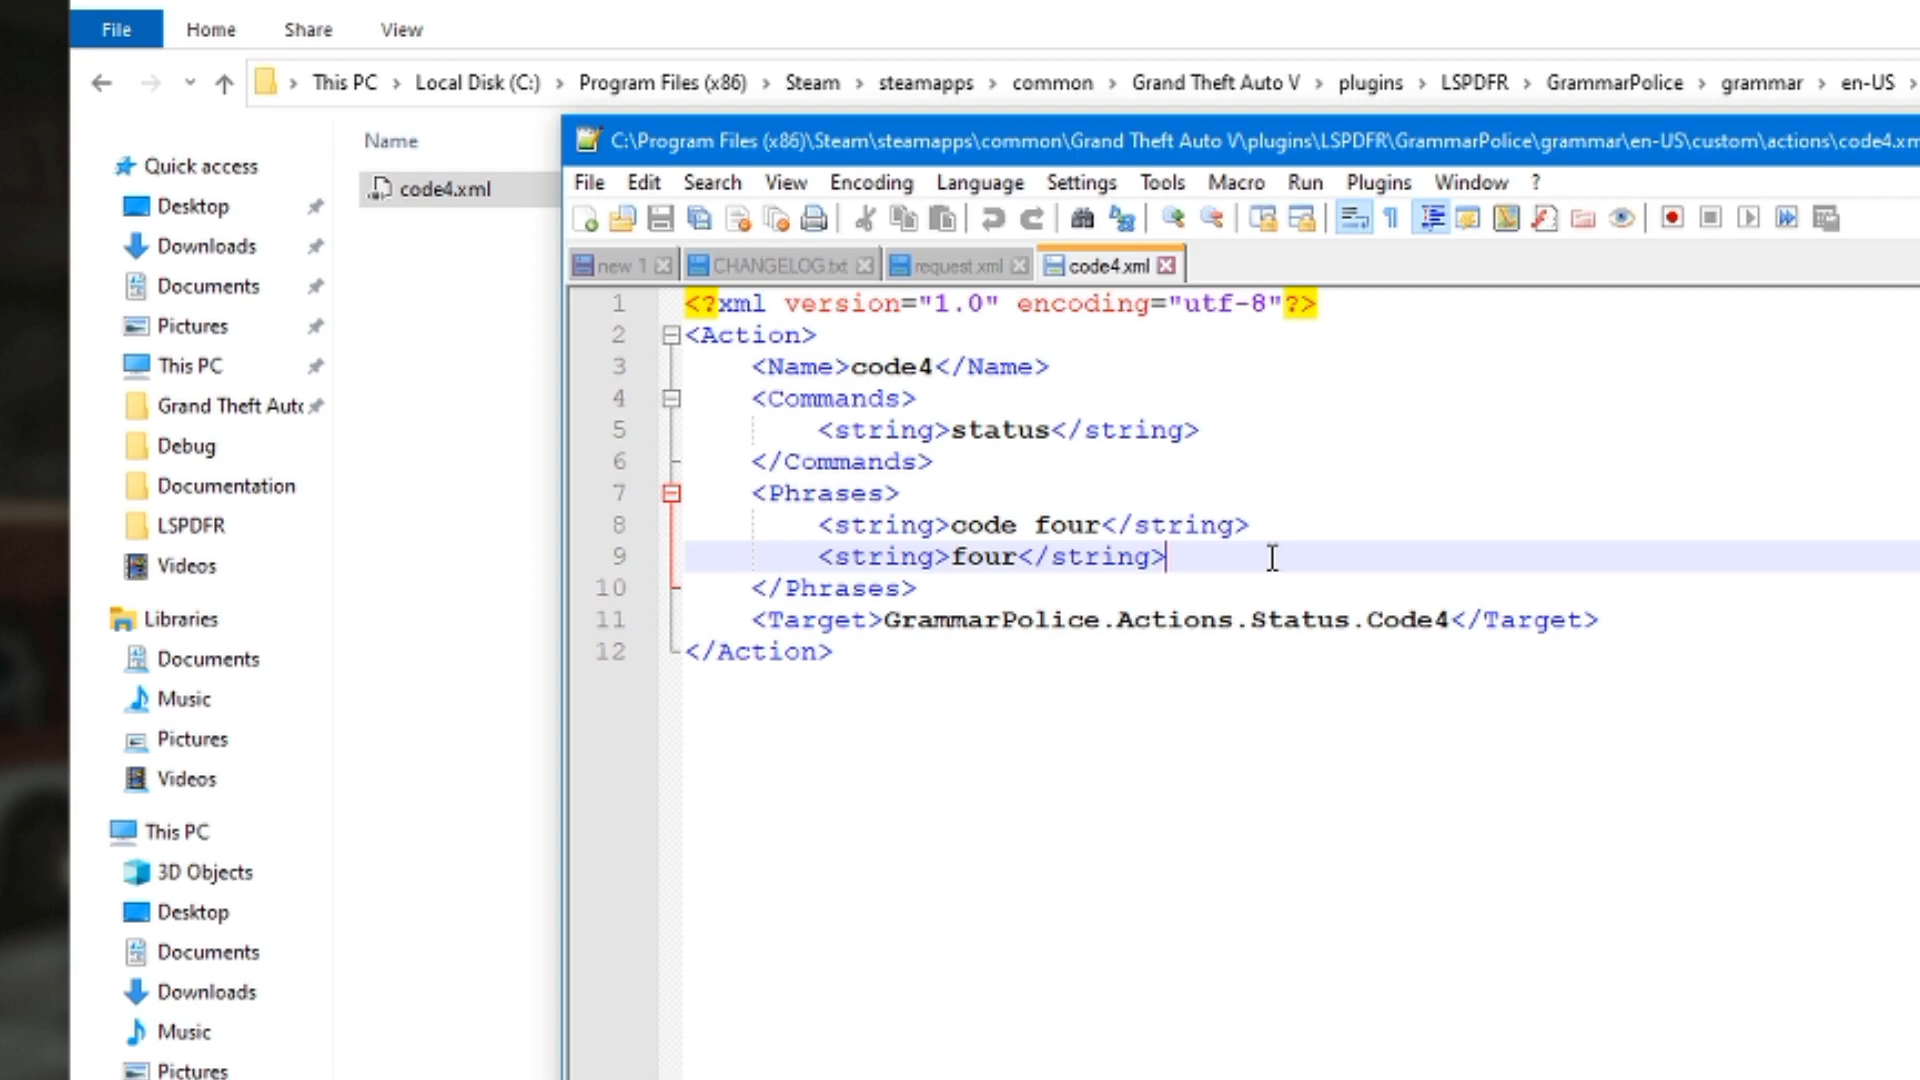 File Home Share View
This PC Local Disk (C:) Program Files (x86) Steam steamapps common Grand Theft Auto V plugins LSPDFR GrammarPolice grammar en-US
Name
code4.xml
Quick access
Desktop
Downloads
Documents
Pictures
This PC
Grand Theft Autc
Debug
Documentation
LSPDFR
Videos
Libraries
Documents
Music
Pictures
Videos
This PC
3D Objects
Desktop
Documents
Downloads
Music
Pictures
C:\Program Files (x86)\Steam\steamapps\common\Grand Theft Auto V\plugins\LSPDFR\GrammarPolice\grammar\en-US\custom\actions\code4.xm
File Edit Search View Encoding Language Settings Tools Macro Run Plugins Window ?
new 1 CHANGELOG.txt request.xml code4.xml
1 <?xml version="1.0" encoding="utf-8"?>
2 <Action>
3 <Name>code4</Name>
4 <Commands>
5 <string>status</string>
6 </Commands>
7 <Phrases>
8 <string>code four</string>
9 <string>four</string>
10 </Phrases>
11 <Target>GrammarPolice.Actions.Status.Code4</Target>
12 </Action>